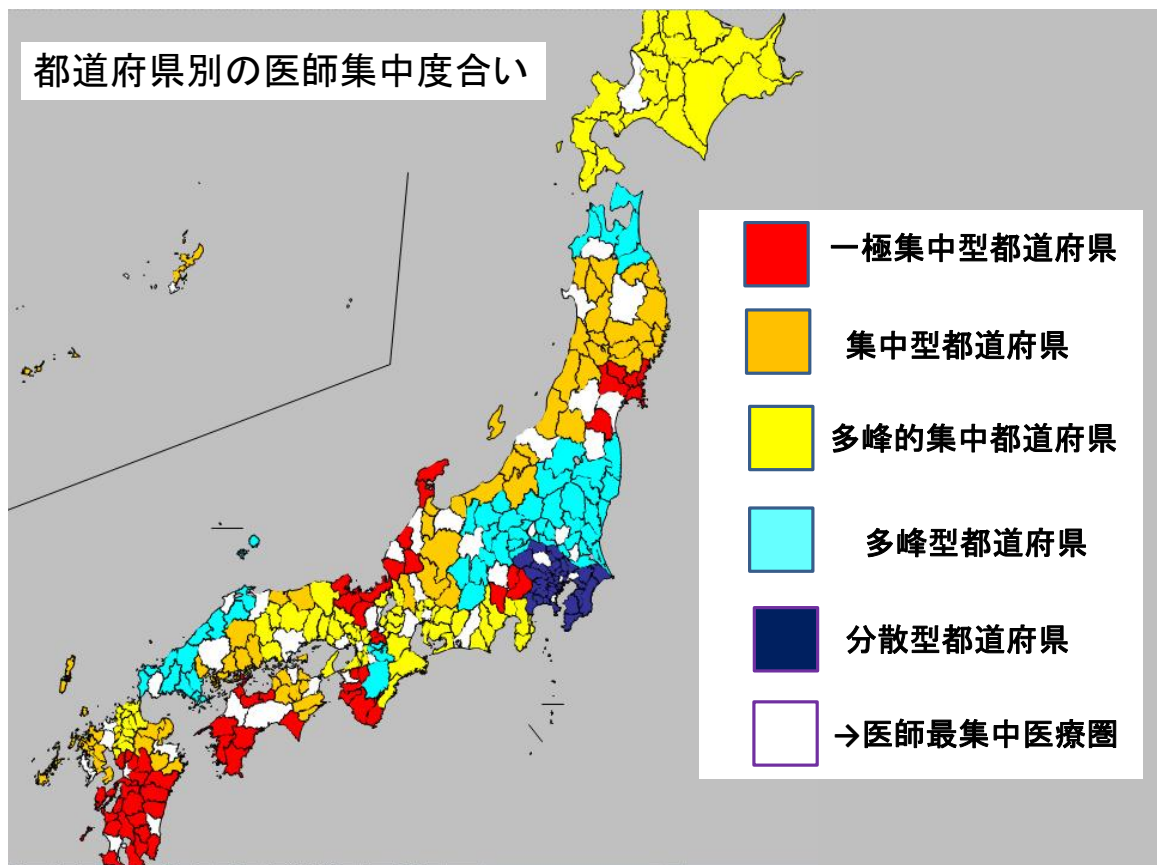 都道府県別の医師集中度合い
一極集中型都道府県
集中型都道府県
多峰的集中都道府県
多峰型都道府県
分散型都道府県
→医師最集中医療圏